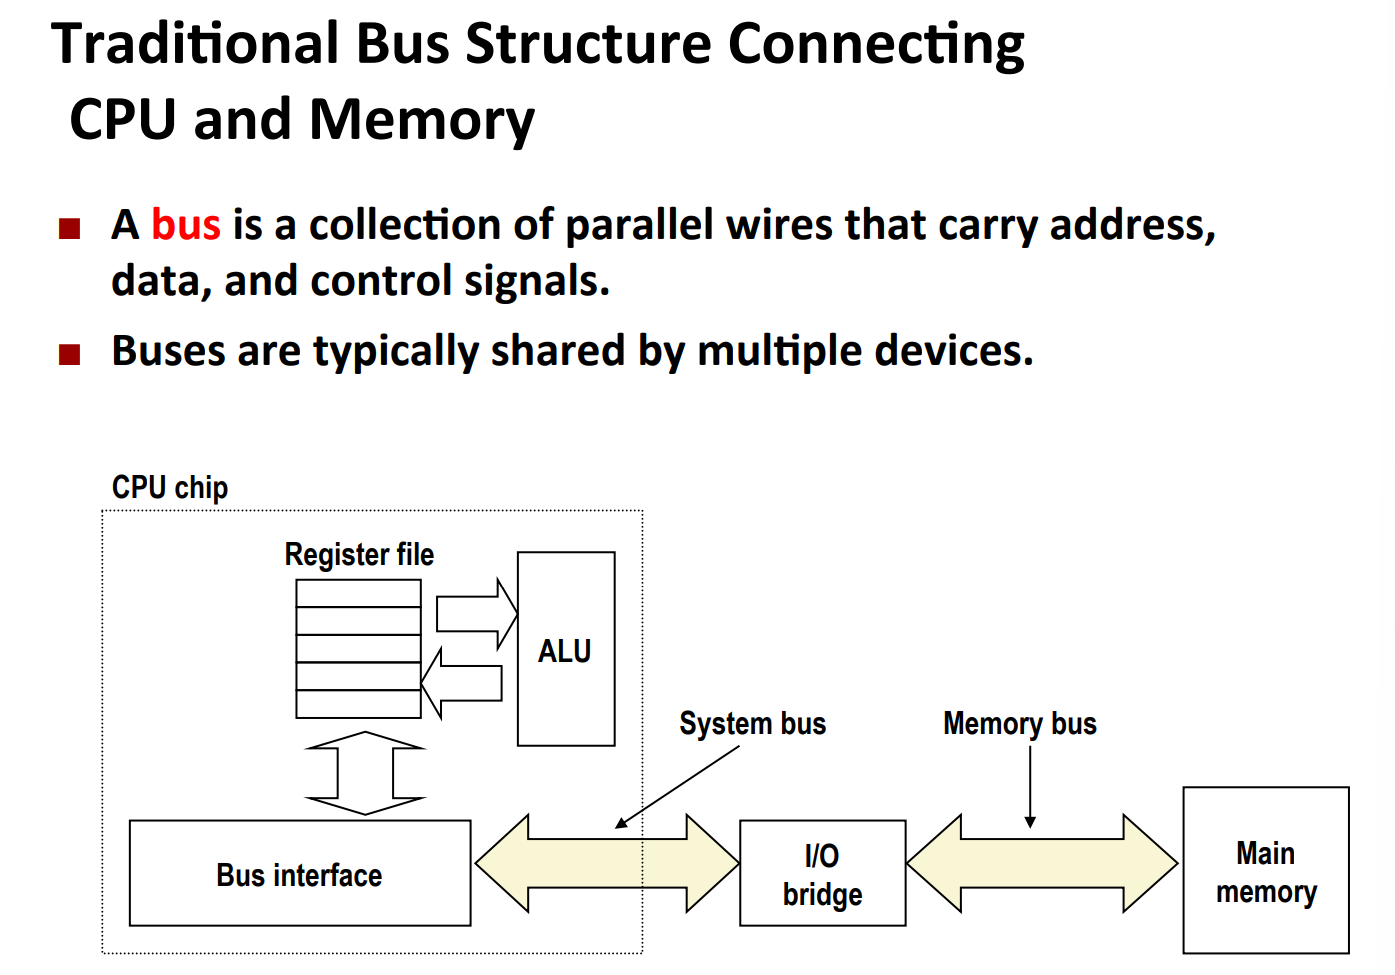 Traditional Bus Structure Connecting
CPU and Memory
A bus is a collection of parallel wires that carry address,
data, and control signals.
Buses are typically shared by multiple devices.
CPU chip
Register file
ALU
System bus
Memory bus
Bus interface
I/O
bridge
Main
memory